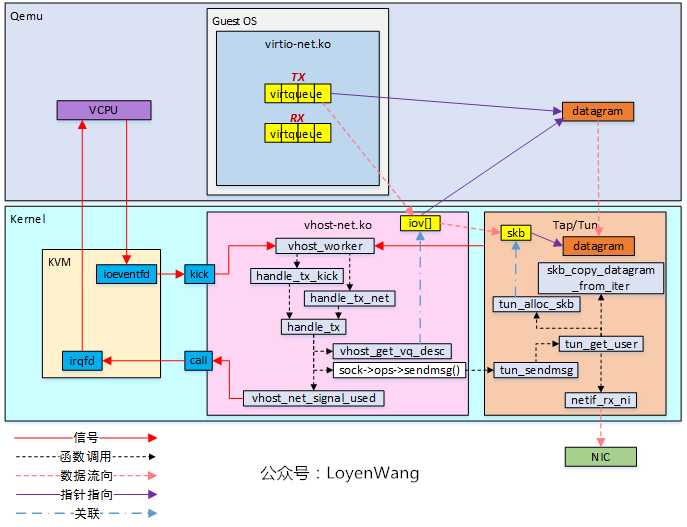 Qemu
Guest OS
virtio-net.ko
TX
virtqueue
RX
virtqueue
VCPU
datagram
Kernel
vhost-net.ko
iov[]
Tap/Tun
skb
datagram
KVM
vhost_worker
ioeventfd
kick
handle_tx_kick
skb_copy_datagram
_from_iter
handle_tx_net
tun_alloc_skb
handle_tx
tun_get_user
vhost_get_vq_desc
irqfd
call
sock->ops->sendmsg()
tun_sendmsg
vhost_net_signal_used
netif_rx_ni
信号
函数调用
NIC
数据流向
公众号：LoyenWang
指针指向
关联